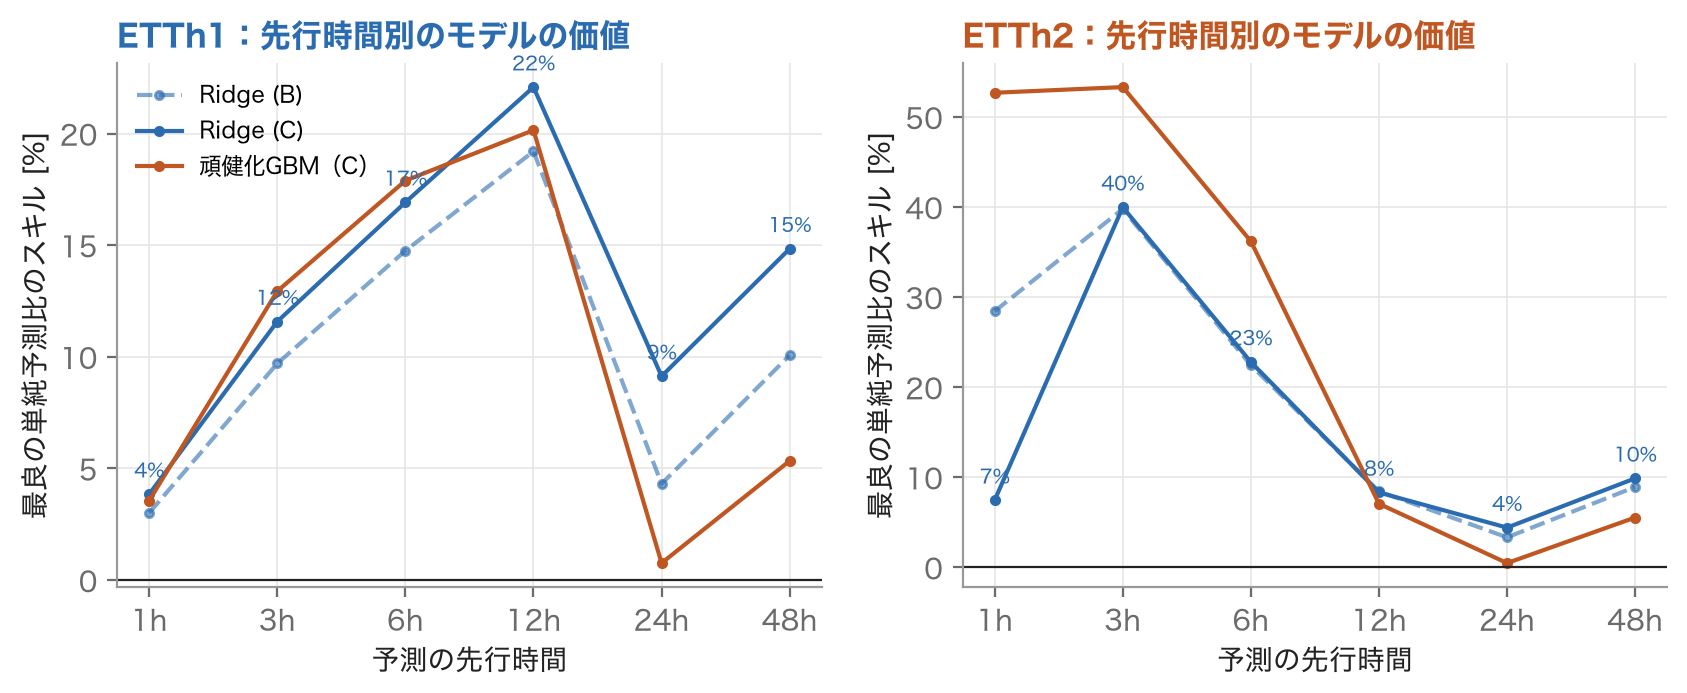 ETTh1：先行時間別のモデルの価値
最良の単純予測比のスキル [%]
20
15
10
5
0
Ridge (B)
Ridge (C)
頑健化GBM（C）
4%
12%
17%
22%
9%
15%
1h 3h 6h 12h 24h 48h
予測の先行時間
ETTh2：先行時間別のモデルの価値
最良の単純予測比のスキル [%]
50
40
30
20
10
0
7%
40%
23%
8%
4%
10%
1h 3h 6h 12h 24h 48h
予測の先行時間